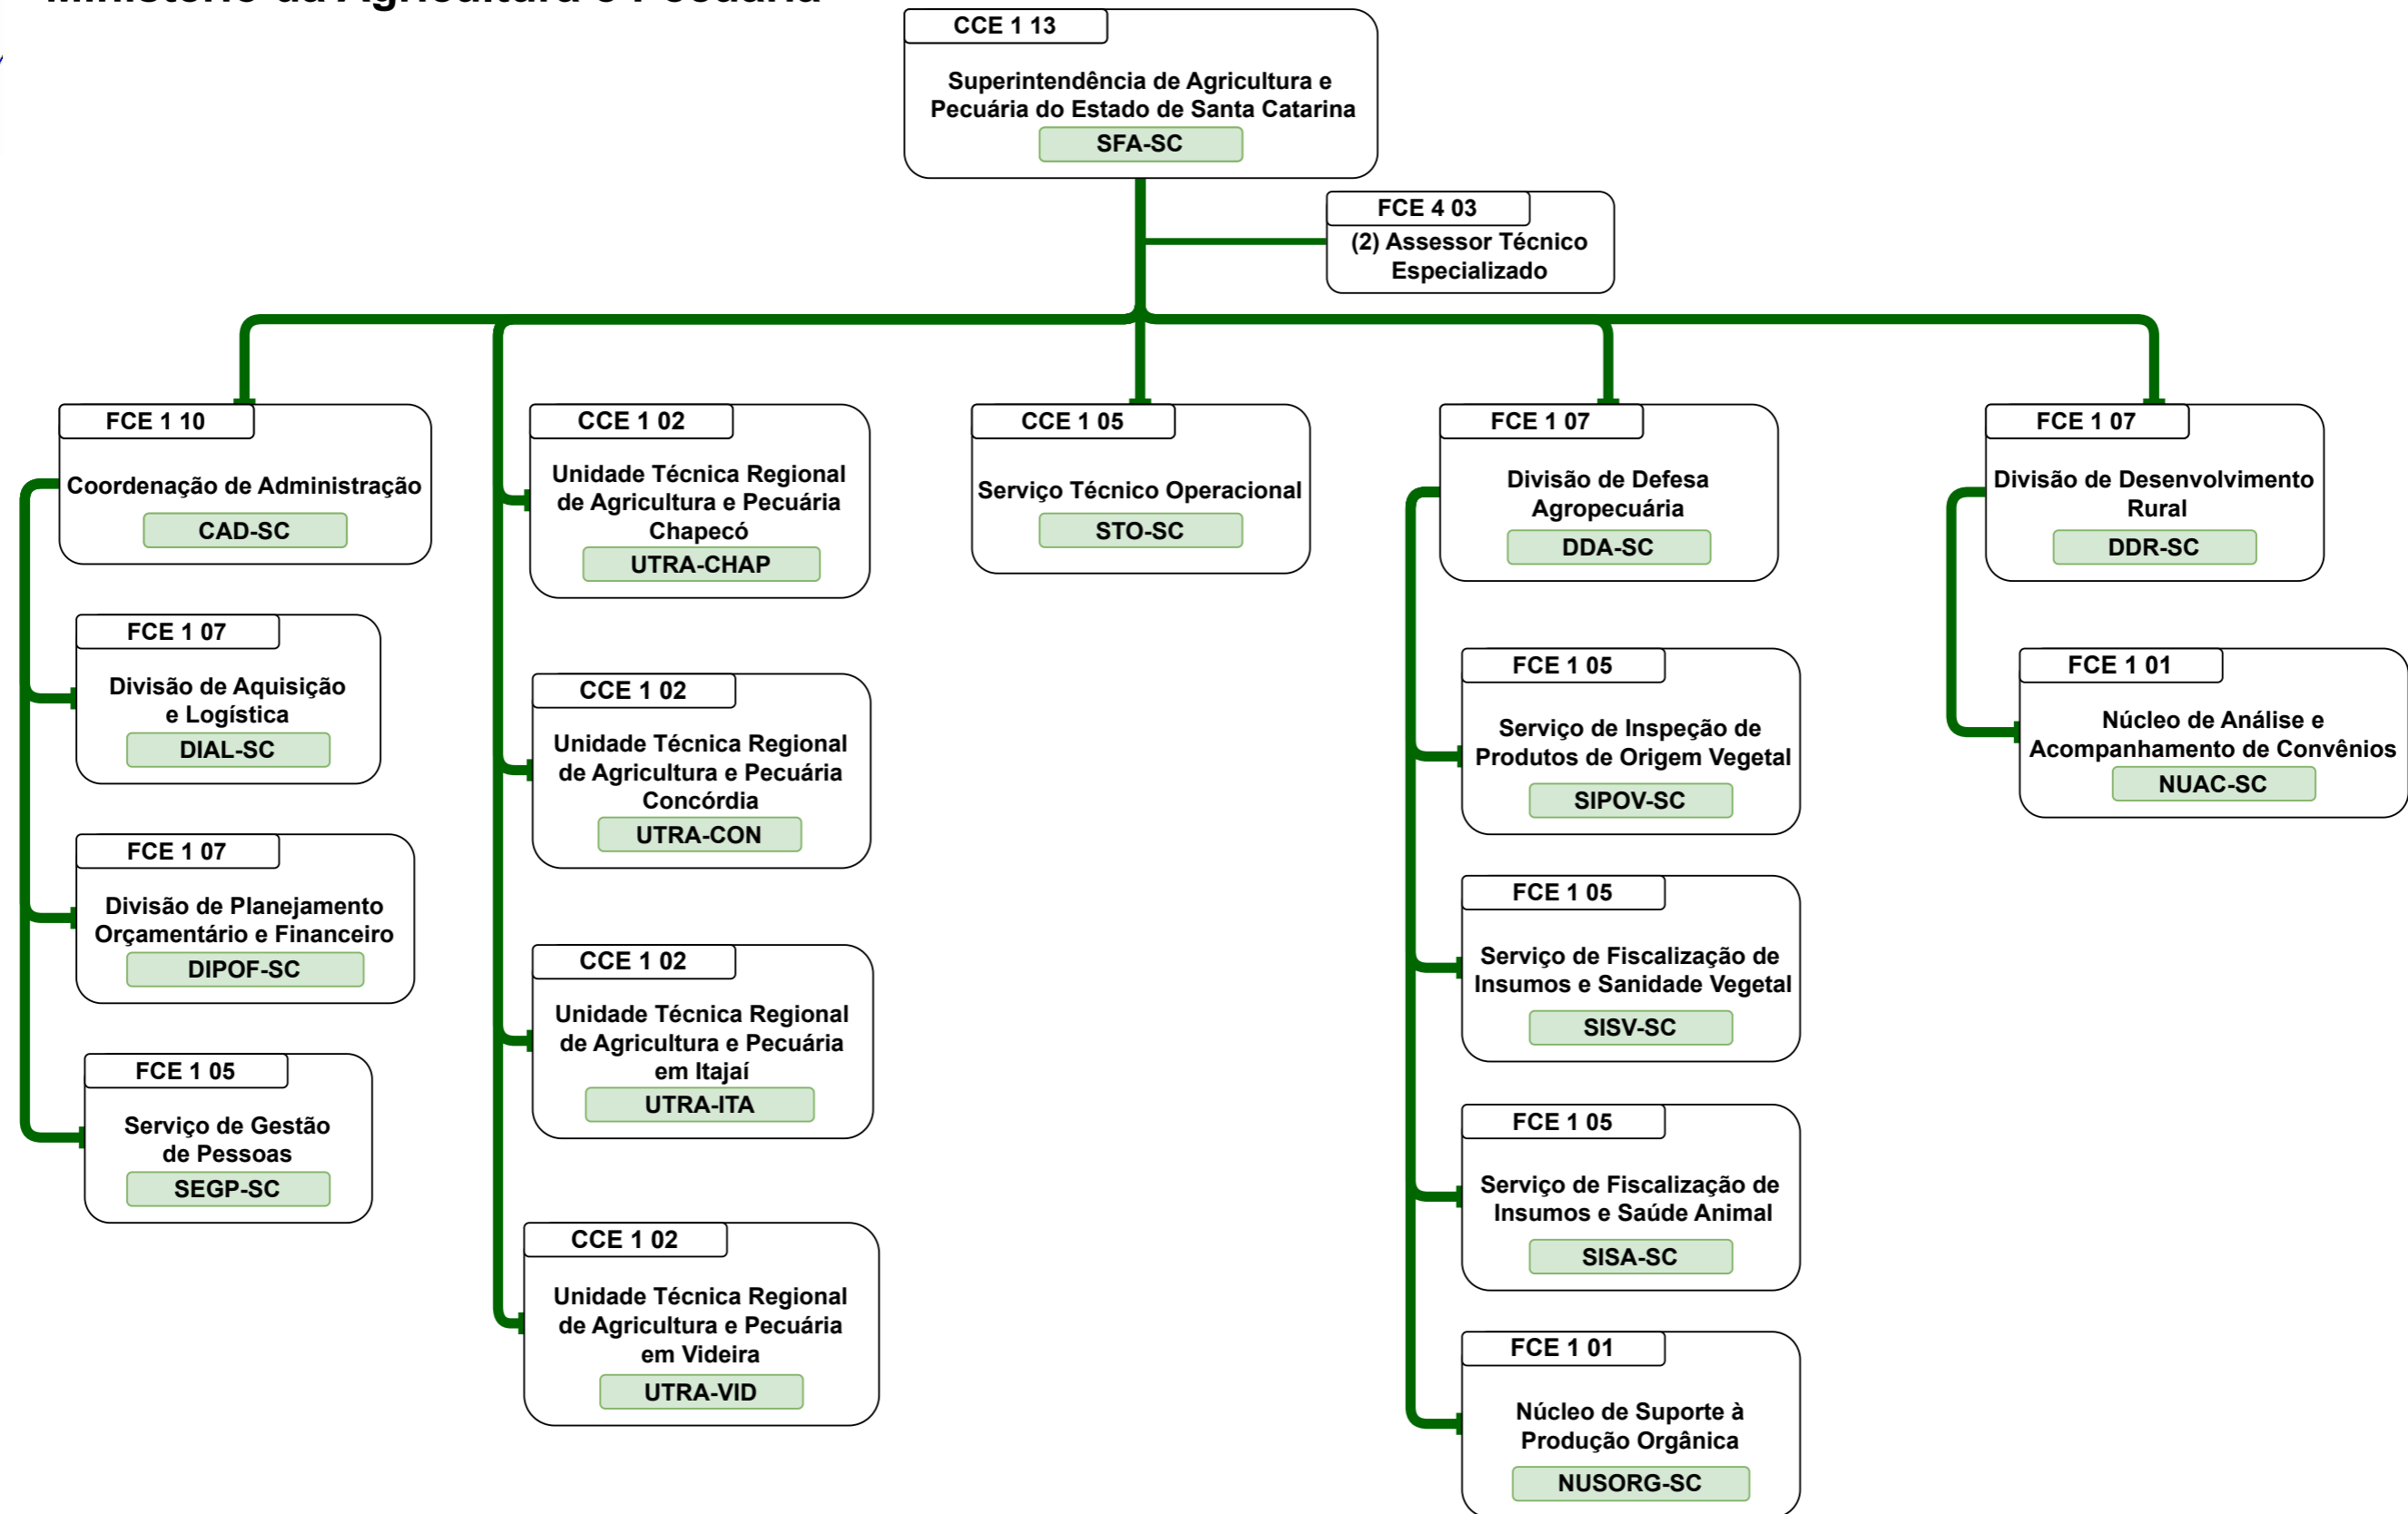 Ministério da Agricultura e Pecuária
CCE 1 13
Superintendência de Agricultura e
Pecuária do Estado de Santa Catarina
SFA-SC
FCE 4 03
(2) Assessor Técnico
Especializado
FCE 1 10
Coordenação de Administração
CAD-SC
FCE 1 07
Divisão de Aquisição
e Logística
DIAL-SC
FCE 1 07
Divisão de Planejamento
Orçamentário e Financeiro
DIPOF-SC
FCE 1 05
Serviço de Gestão
de Pessoas
SEGP-SC
CCE 1 02
Unidade Técnica Regional
de Agricultura e Pecuária
Chapecó
UTRA-CHAP
CCE 1 02
Unidade Técnica Regional
de Agricultura e Pecuária
Concórdia
UTRA-CON
CCE 1 02
Unidade Técnica Regional
de Agricultura e Pecuária
em Itajaí
UTRA-ITA
CCE 1 02
Unidade Técnica Regional
de Agricultura e Pecuária
em Videira
UTRA-VID
CCE 1 05
Serviço Técnico Operacional
STO-SC
FCE 1 07
Divisão de Defesa
Agropecuária
DDA-SC
FCE 1 05
Serviço de Inspeção de
Produtos de Origem Vegetal
SIPOV-SC
FCE 1 05
Serviço de Fiscalização de
Insumos e Sanidade Vegetal
SISV-SC
FCE 1 05
Serviço de Fiscalização de
Insumos e Saúde Animal
SISA-SC
FCE 1 01
Núcleo de Suporte à
Produção Orgânica
NUSORG-SC
FCE 1 07
Divisão de Desenvolvimento
Rural
DDR-SC
FCE 1 01
Núcleo de Análise e
Acompanhamento de Convênios
NUAC-SC